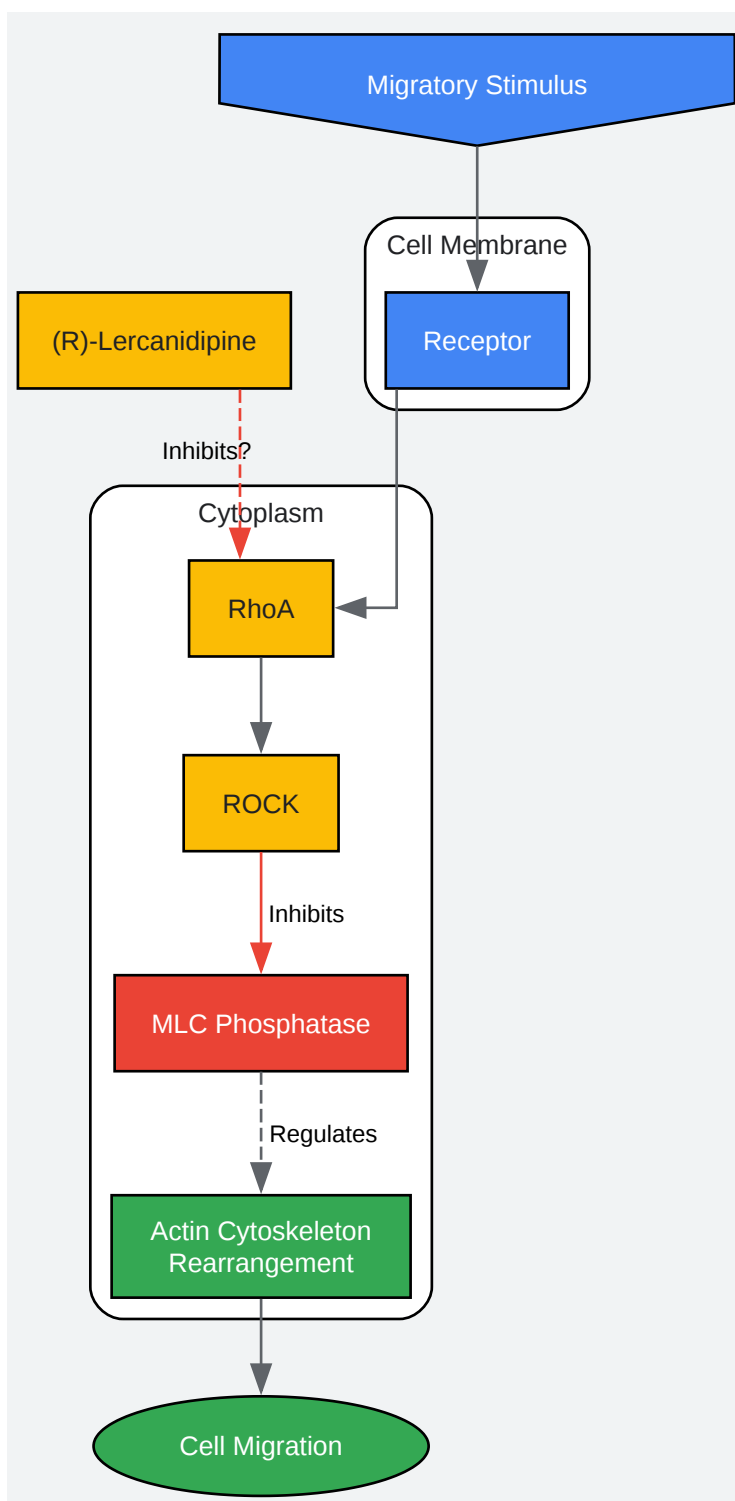 Migratory Stimulus
Cell Membrane
(R)-Lercanidipine
Receptor
Inhibits?
Cytoplasm
RhoA
ROCK
Inhibits
MLC Phosphatase
Regulates
Actin Cytoskeleton
Rearrangement
Cell Migration